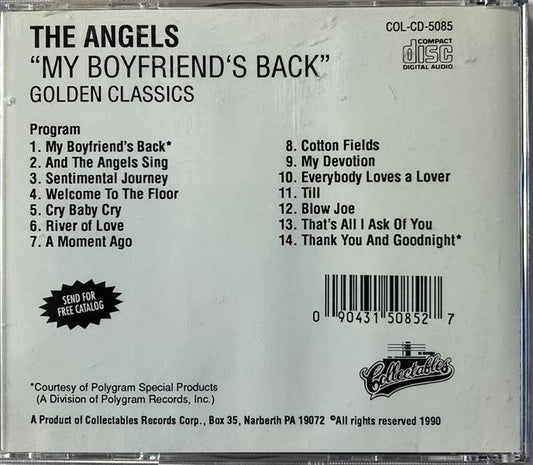 THE ANGELS
"MY BOYFRIEND'S BACK"
GOLDEN CLASSICS
COL-CD-5085
COMPACT
disc
DIGITAL AUDIO
Program
1. My Boyfriend's Back*
2. And The Angels Sing
3. Sentimental Journey
4. Welcome To The Floor
5. Cry Baby Cry
6. River of Love
7. A Moment Ago
8. Cotton Fields
9. My Devotion
10. Everybody Loves a Lover
11. Till
12. Blow Joe
13. That's All I Ask Of You
14. Thank You And Goodnight*
SEND FOR
FREE CATALOG
0 90431 50852 7
Collectables
*Courtesy of Polygram Special Products
(A Division of Polygram Records, Inc.)
A Product of Collectables Records Corp., Box 35, Narberth PA 19072 ©All rights reserved 1990